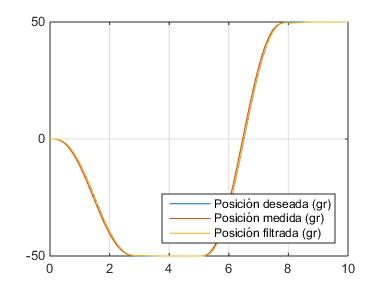 50
0
-50
Posición deseada (gr)
Posición medida (gr)
Posición filtrada (gr)
0 2 4 6 8 10